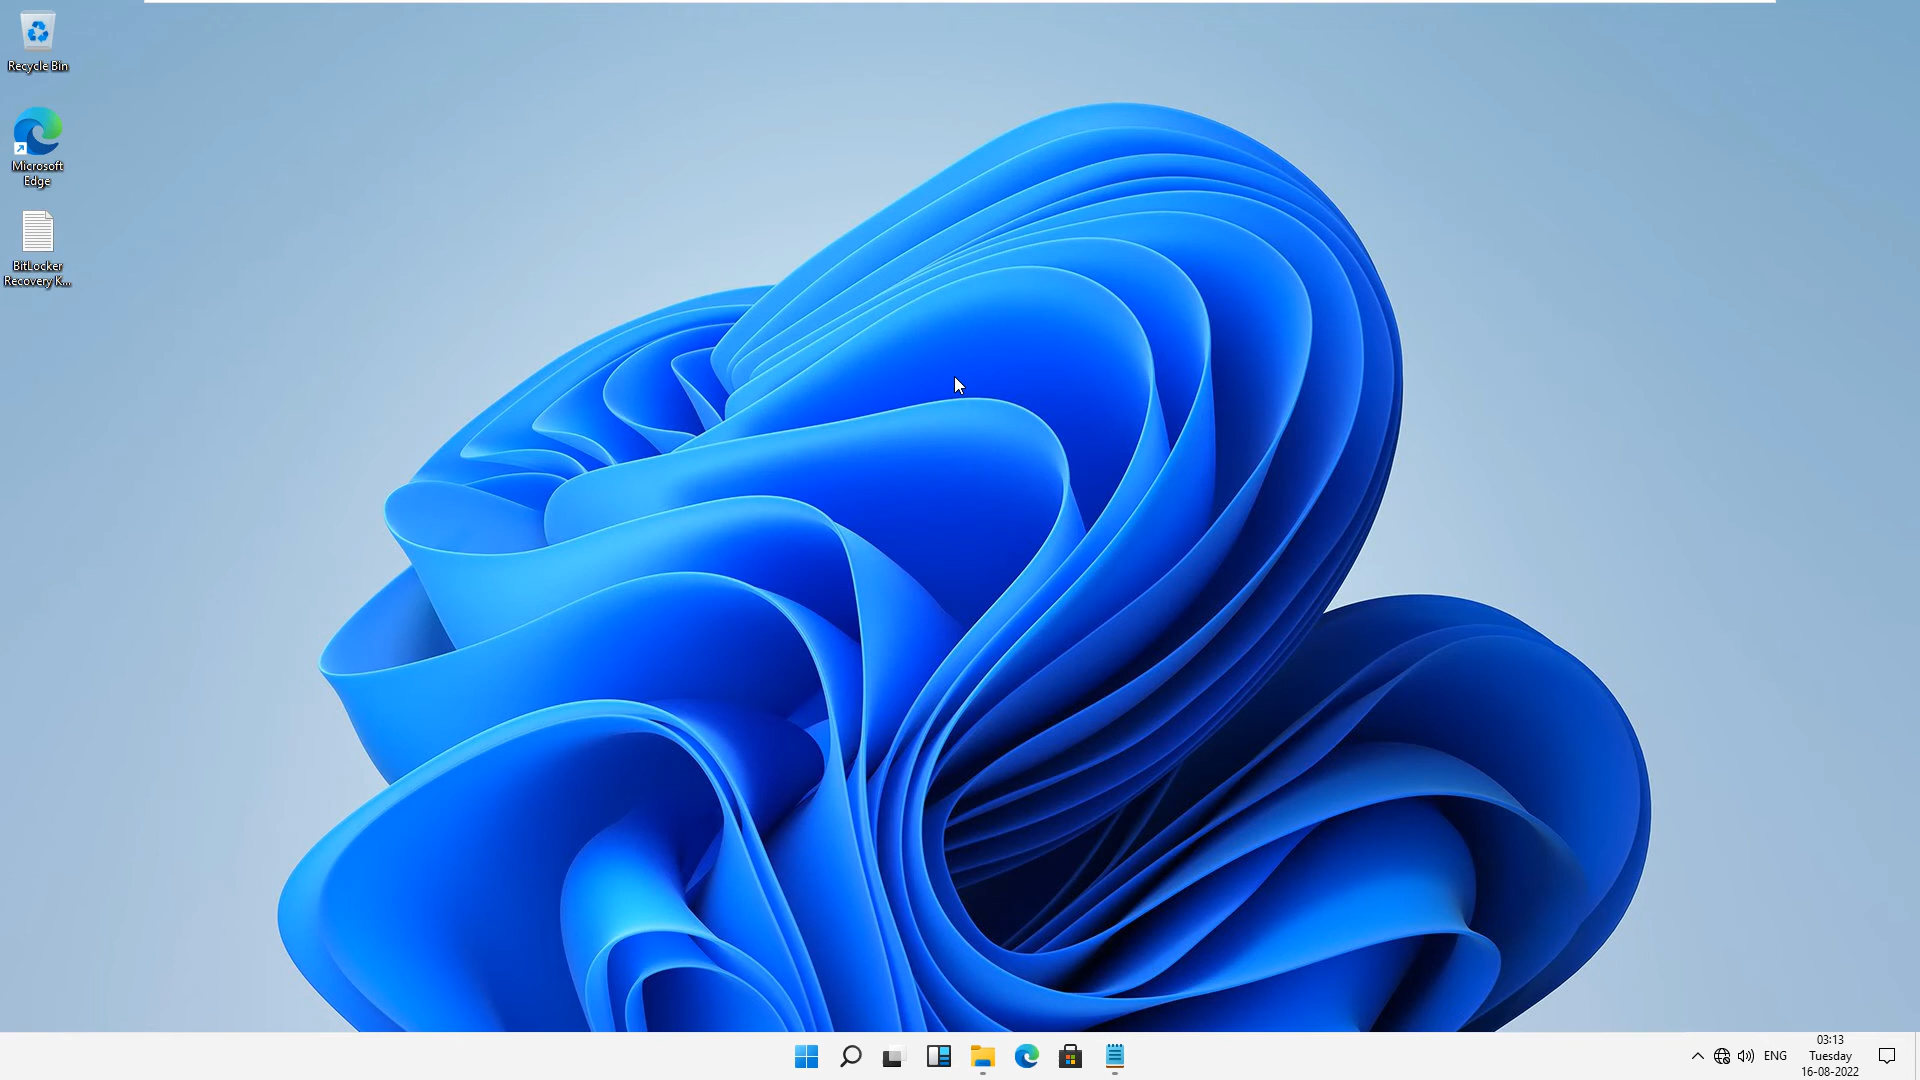 Recycle Bin
Microsoft
Edge
BitLocker
Recovery K...
ENG
03:13
Tuesday
16-08-2022